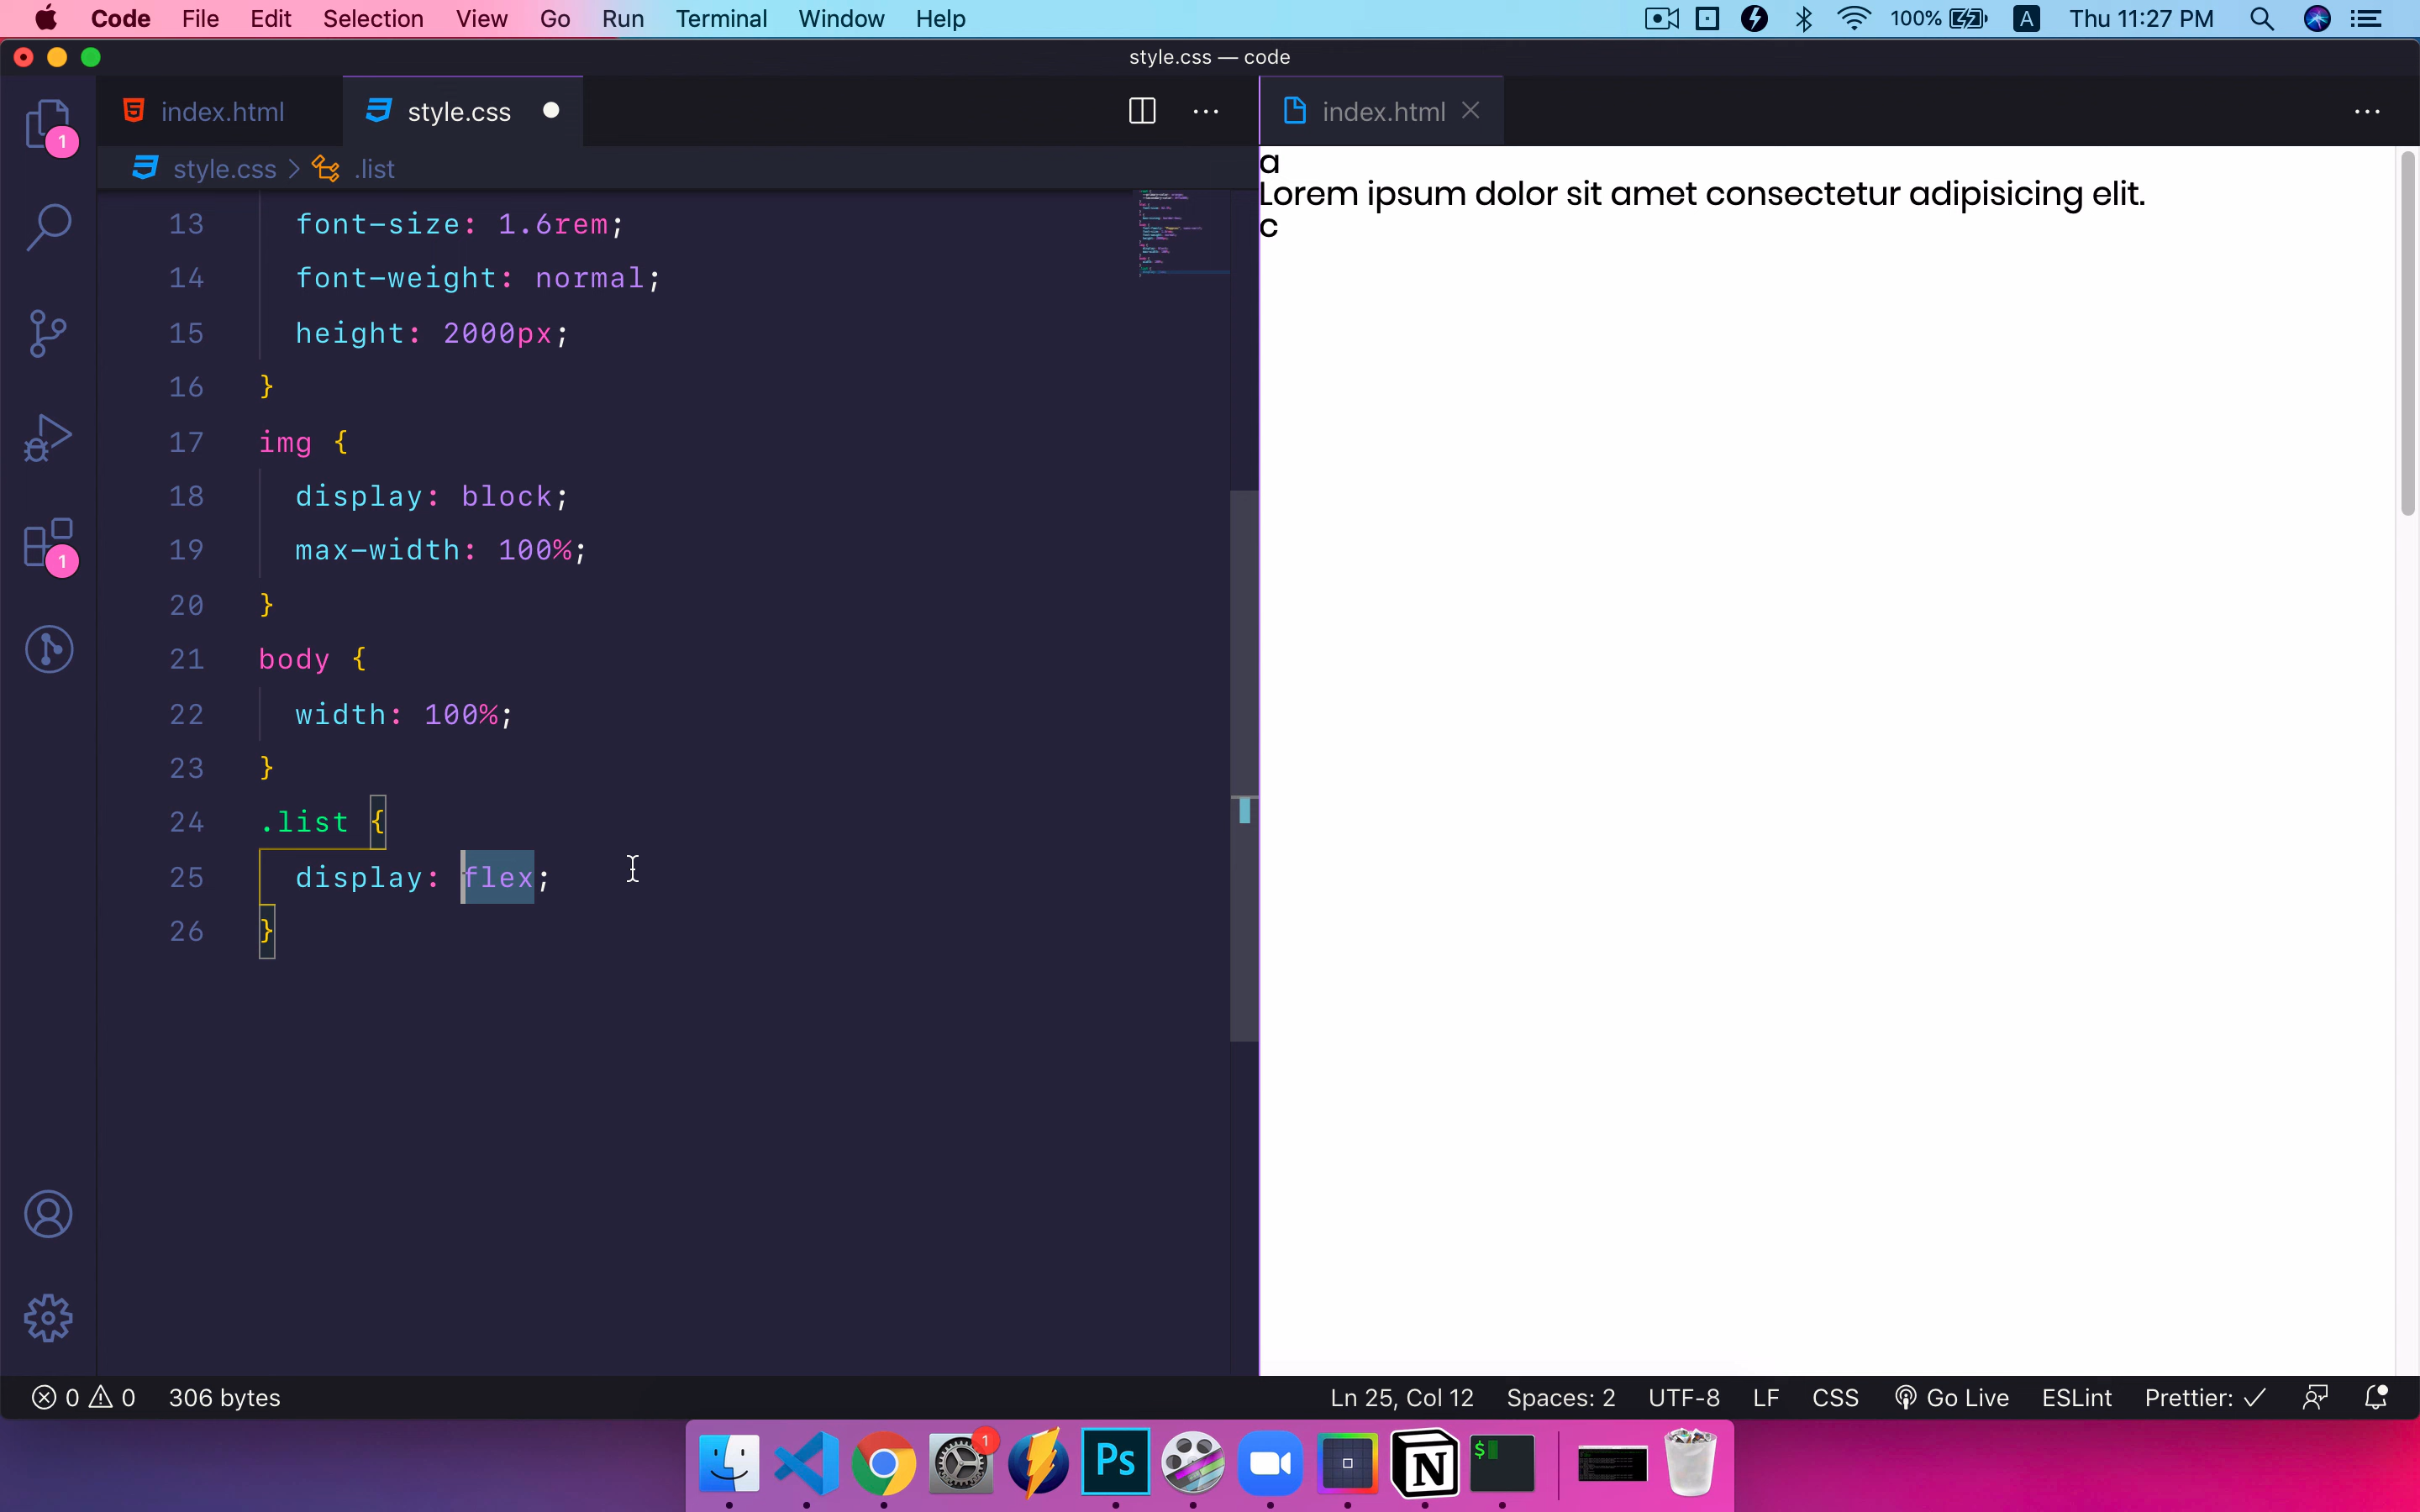 Code File Edit Selection View Go Run Terminal Window Help 100% A Thu 11:27 PM
style.css — code
index.html style.css index.html
style.css > .list
1
1
13 font-size: 1.6rem;
14 font-weight: normal;
15 height: 2000px;
16 }
17 img {
18 display: block;
19 max-width: 100%;
20 }
21 body {
22 width: 100%;
23 }
24 .list {
25 display: flex;
26 }
a
Lorem ipsum dolor sit amet consectetur adipisicing elit.
c
0 0 306 bytes Ln 25, Col 12 Spaces: 2 UTF-8 LF CSS Go Live ESLint Prettier: ✓
1 Ps N $